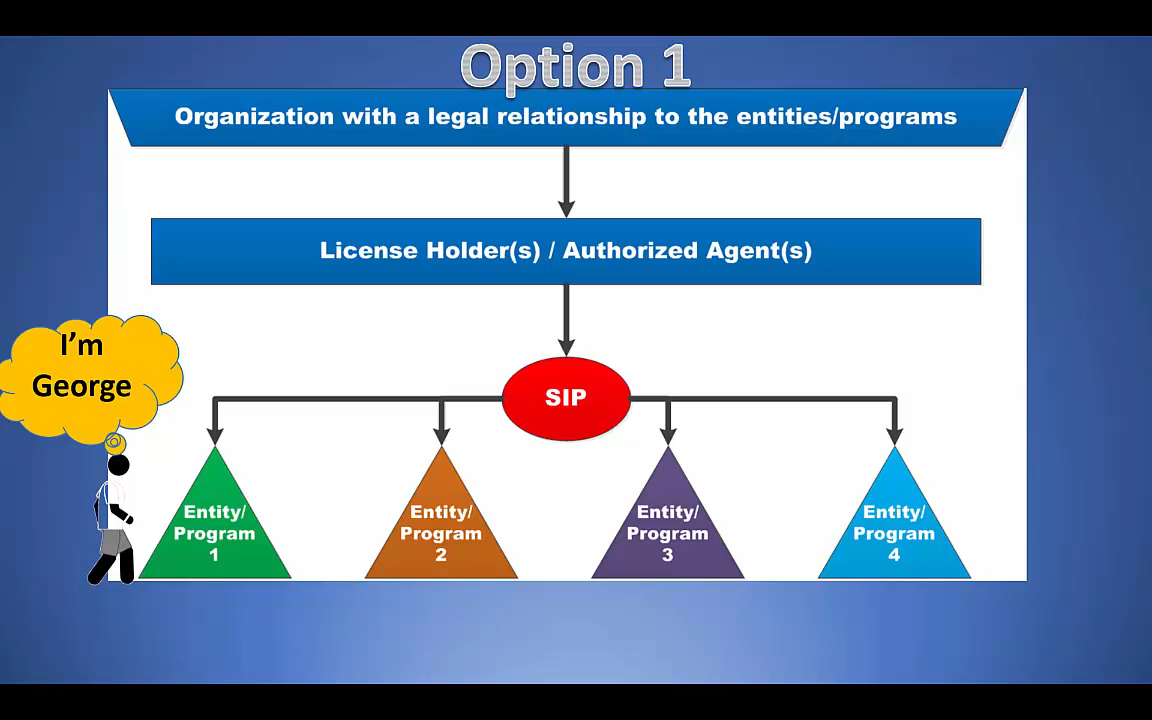 Option 1
Organization with a legal relationship to the entities/programs
License Holder(s) / Authorized Agent(s)
I’m
George
SIP
Entity/
Program
1
Entity/
Program
2
Entity/
Program
3
Entity/
Program
4